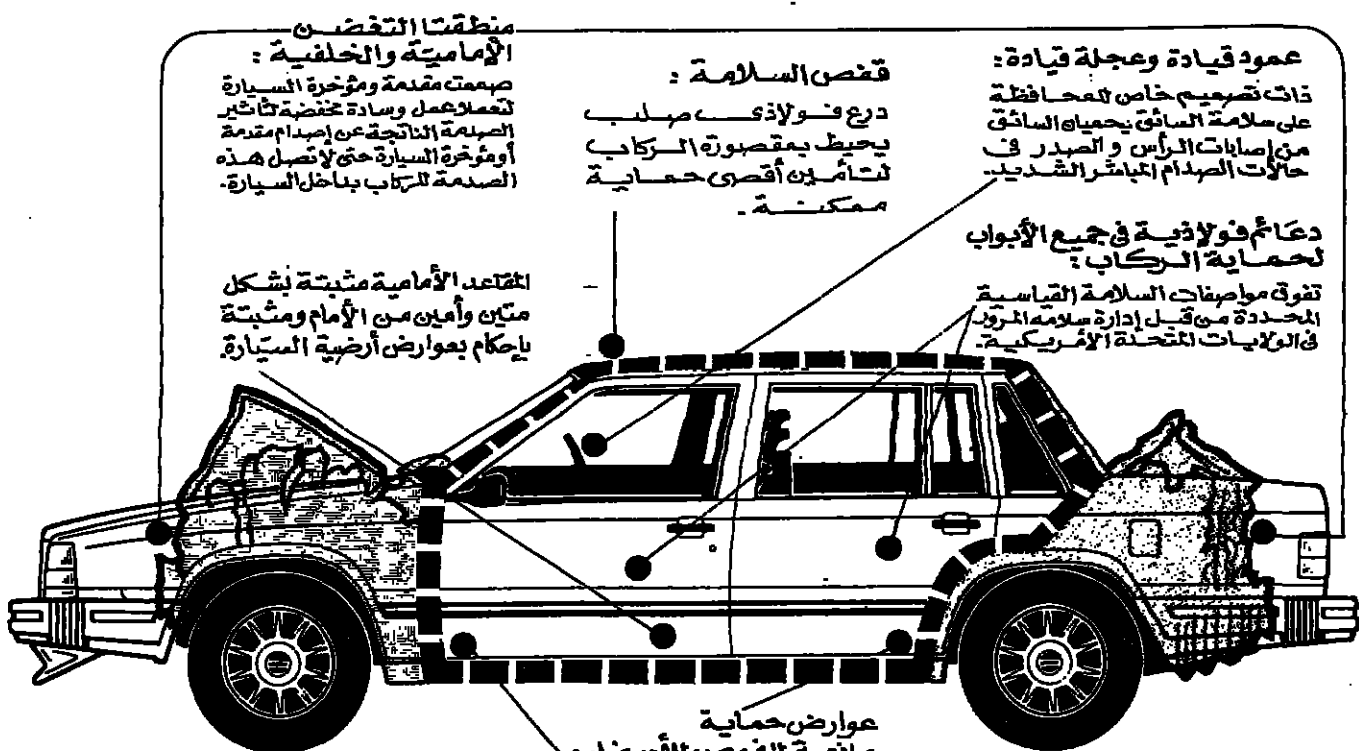 عمود قيادة وعجلة قيادة:
ذات تصميم خاص للمحافظة
على سلامة السائق يحميان السائق
من إصابات الرأس والصدر في
حالات الصدام المباشر الشديد.
دعائم فولاذية في جميع الأبواب
لحماية الركاب:
تفوق مواصفات السلامة القياسية
المحددة من قبل إدارة سلامه المرور
في الولايات المتحدة الأمريكية.
قفص السلامة:
درع فولاذي صلب
يحيط بمقصورة الركاب
لتأمين أقصى حماية
ممكنة.
منطقتا التغضن
الأمامية والخلفية:
صممت مقدمة ومؤخرة السيارة
لتعملا عمل وسادة مخفضة لتأثير
الصدمة الناتجة عن إصدام مقدمة
أو مؤخرة السيارة حتى لا تصل هذه
الصدمة للركاب بداخل السيارة.
المقاعد الأمامية مثبتة بشكل
متين وأمين من الأمام ومثبتة
بإحكام بعوارض أرضية السيارة.
عوارض حماية